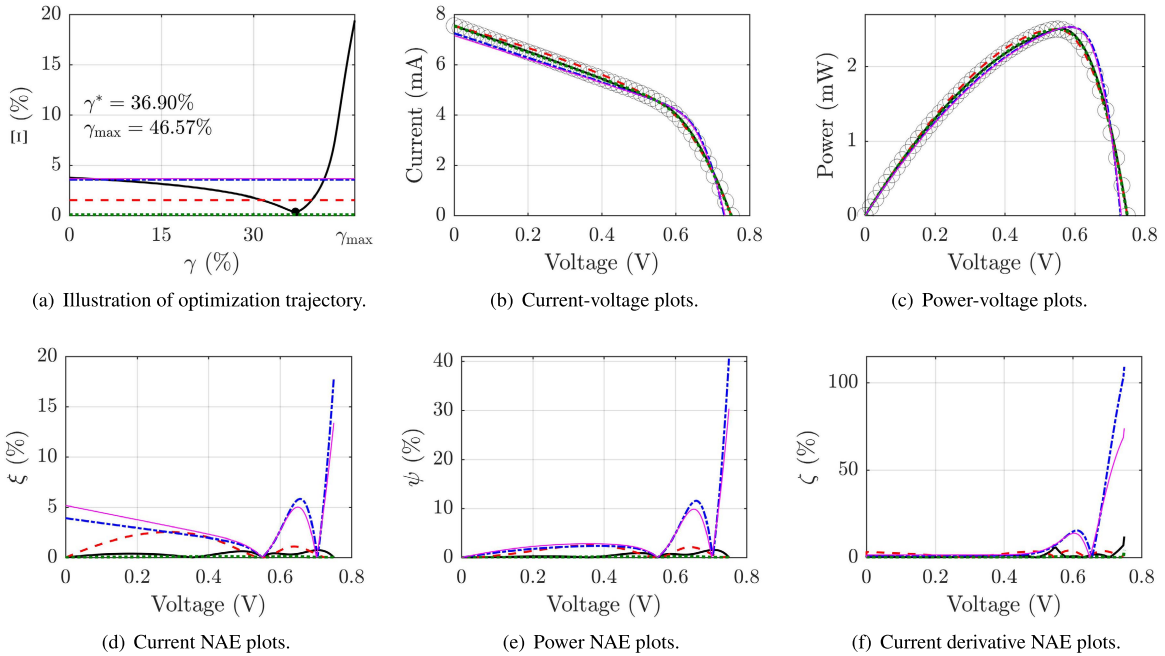 20
15
10
5
0
Ξ (%)
γ* = 36.90%
γmax = 46.57%
0 15 30 γmax
γ (%)
(a) Illustration of optimization trajectory.
8
6
4
2
0
Current (mA)
0 0.2 0.4 0.6 0.8
Voltage (V)
(b) Current-voltage plots.
2
1
0
Power (mW)
0 0.2 0.4 0.6 0.8
Voltage (V)
(c) Power-voltage plots.
20
15
10
5
0
ξ (%)
0 0.2 0.4 0.6 0.8
Voltage (V)
(d) Current NAE plots.
40
30
20
10
0
ψ (%)
0 0.2 0.4 0.6 0.8
Voltage (V)
(e) Power NAE plots.
100
50
0
ζ (%)
0 0.2 0.4 0.6 0.8
Voltage (V)
(f) Current derivative NAE plots.